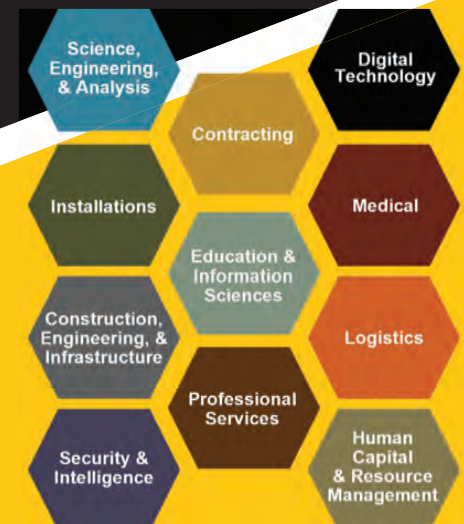 Science,
Engineering,
& Analysis
Digital
Technology
Contracting
Installations
Medical
Education &
Information
Sciences
Construction,
Engineering, &
Infrastructure
Logistics
Professional
Services
Security &
Intelligence
Human
Capital
& Resource
Management